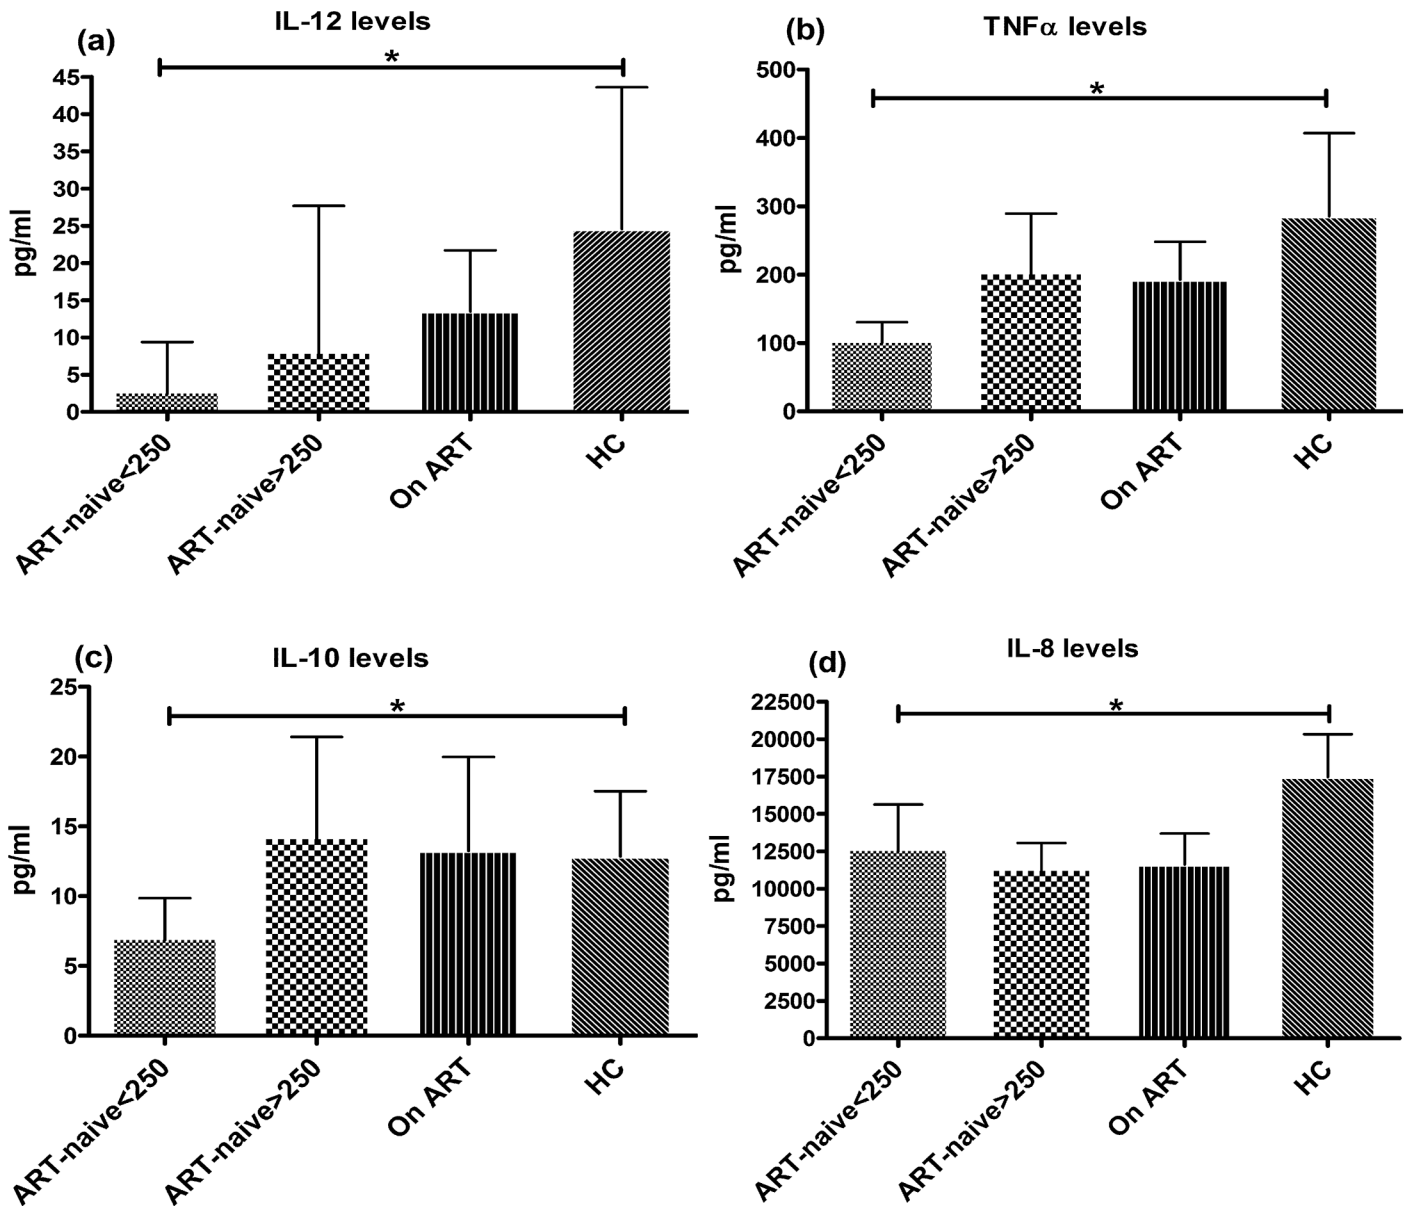 (a)
IL-12 levels
*
pg/ml
45
40
35
30
25
20
15
10
5
0
ART-naive<250
ART-naive>250
On ART
HC
(b)
TNFα levels
*
pg/ml
500
400
300
200
100
0
ART-naive<250
ART-naive>250
On ART
HC
(c)
IL-10 levels
*
pg/ml
25
20
15
10
5
0
ART-naive<250
ART-naive>250
On ART
HC
(d)
IL-8 levels
*
pg/ml
22500
20000
17500
15000
12500
10000
7500
5000
2500
0
ART-naive<250
ART-naive>250
On ART
HC